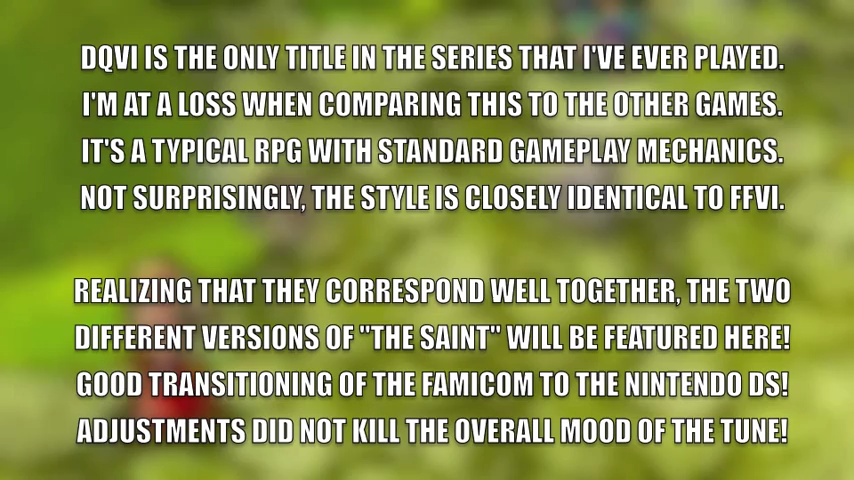 DQVI IS THE ONLY TITLE IN THE SERIES THAT I'VE EVER PLAYED.
I'M AT A LOSS WHEN COMPARING THIS TO THE OTHER GAMES.
IT'S A TYPICAL RPG WITH STANDARD GAMEPLAY MECHANICS.
NOT SURPRISINGLY, THE STYLE IS CLOSELY IDENTICAL TO FFVI.
REALIZING THAT THEY CORRESPOND WELL TOGETHER, THE TWO
DIFFERENT VERSIONS OF "THE SAINT" WILL BE FEATURED HERE!
GOOD TRANSITIONING OF THE FAMICOM TO THE NINTENDO DS!
ADJUSTMENTS DID NOT KILL THE OVERALL MOOD OF THE TUNE!